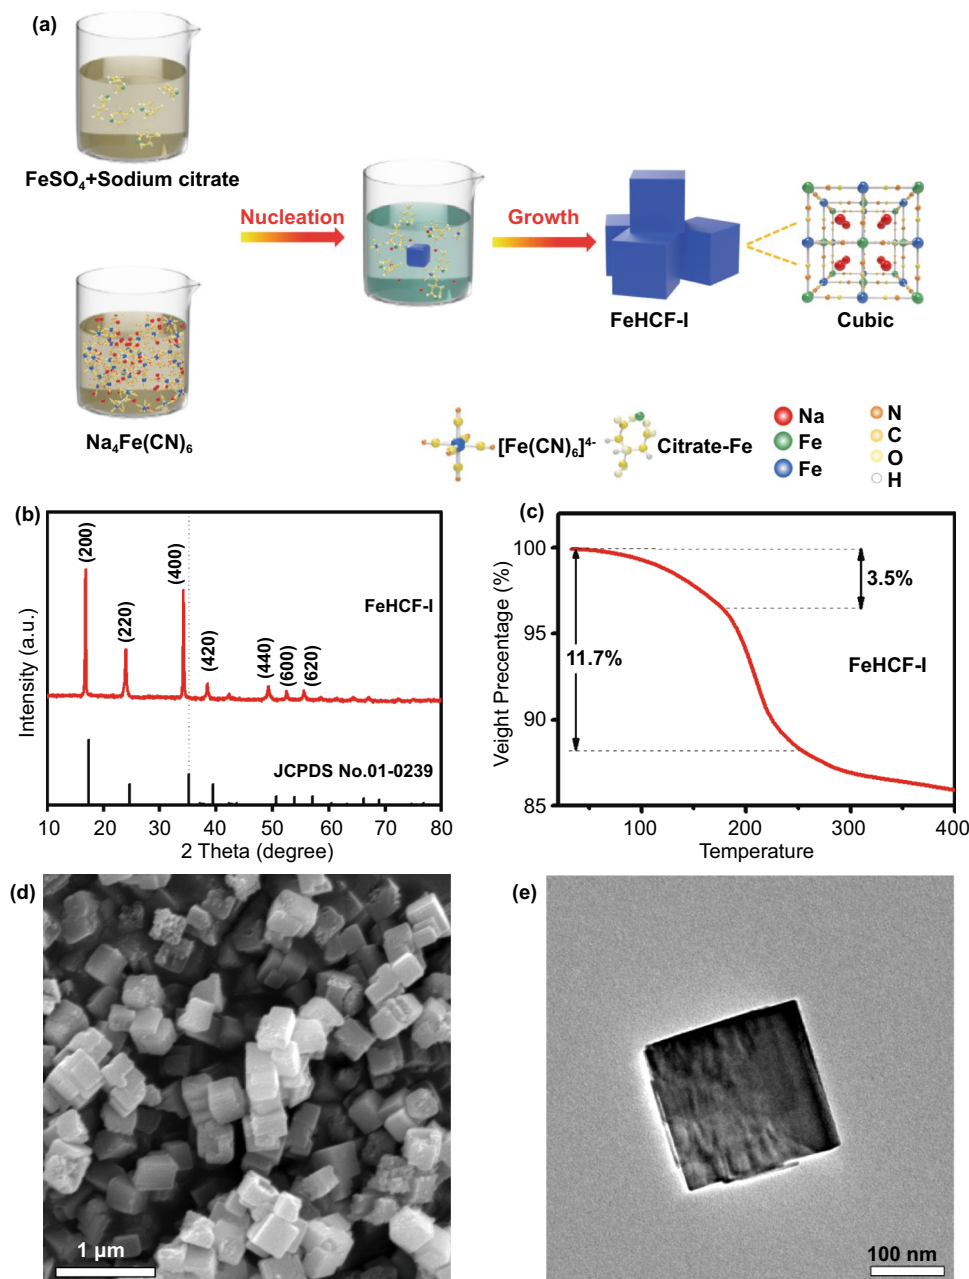 (a)
FeSO₄+Sodium citrate
Nucleation
Growth
FeHCF-I
Cubic
Na₄Fe(CN)₆
[Fe(CN)₆]⁴⁻
Citrate-Fe
Na
Fe
Fe
N
C
O
H
(b)
(200)
(220)
(400)
(420)
(440)
(600)
(620)
FeHCF-I
JCPDS No.01-0239
Intensity (a.u.)
10 20 30 40 50 60 70 80
2 Theta (degree)
(c)
100
95
90
85
3.5%
11.7%
FeHCF-I
Veight Precentage (%)
100 200 300 400
Temperature
(d)
1 µm
(e)
100 nm